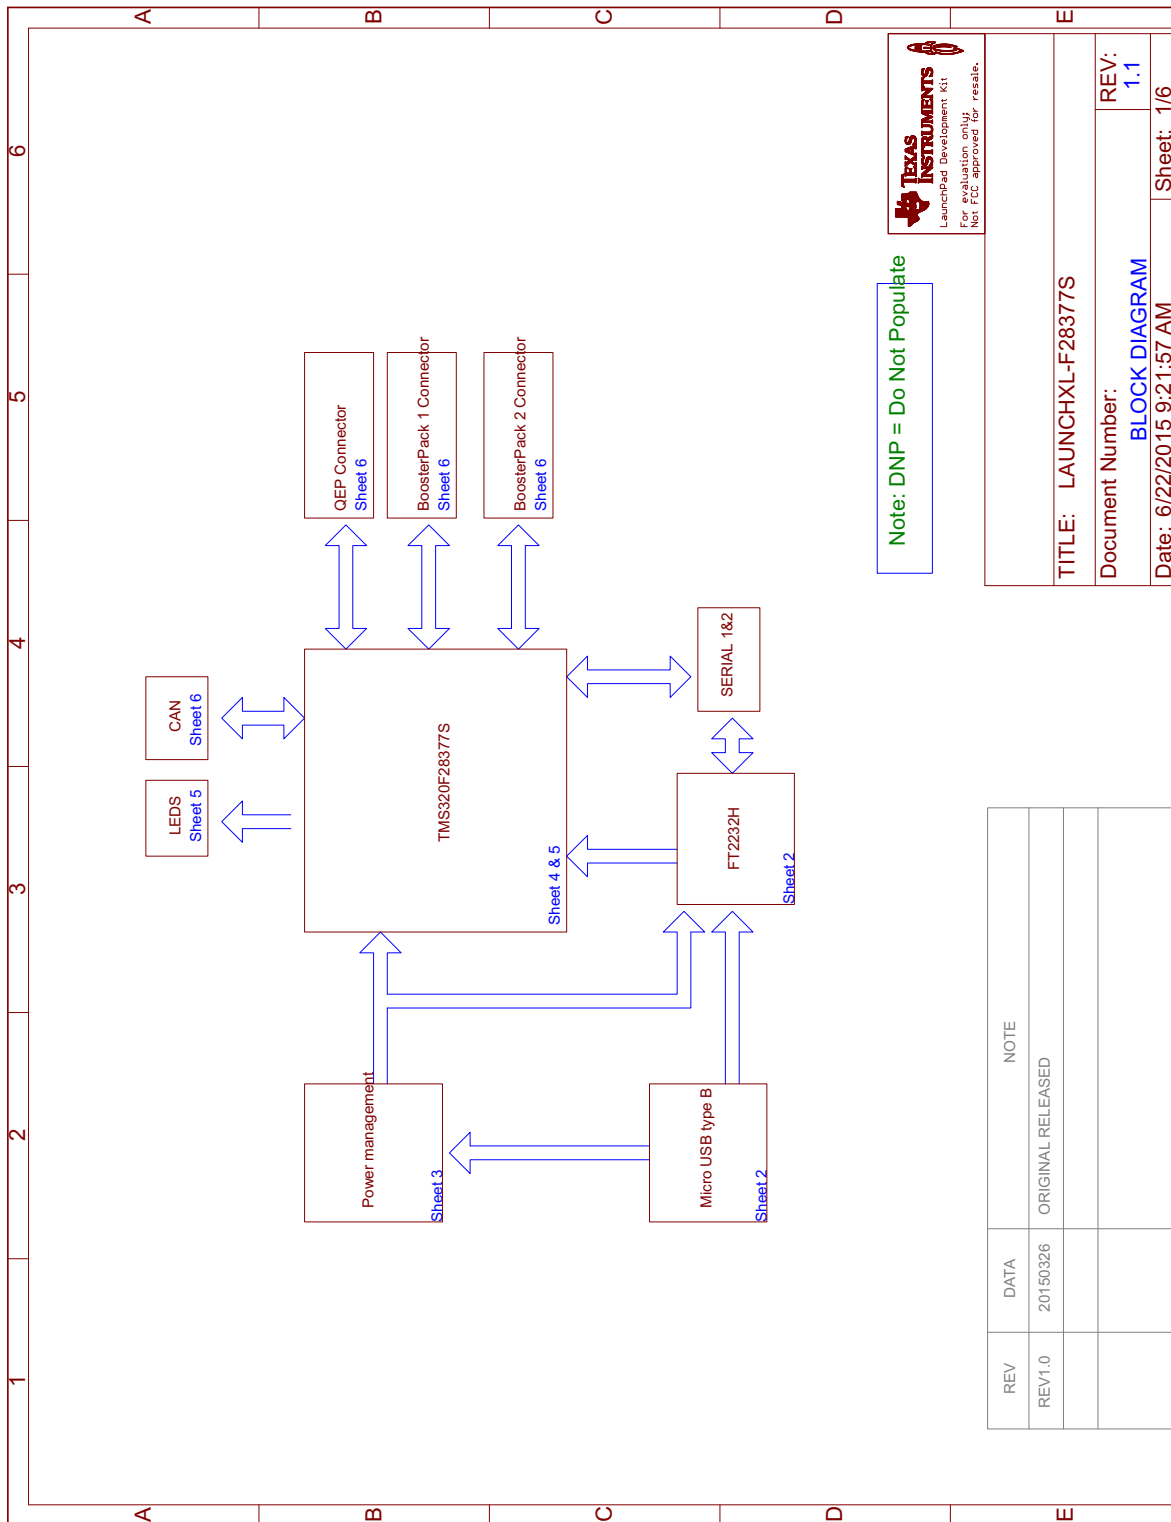 1
2
3
4
5
6
A
A
LEDS
Sheet 5
CAN
Sheet 6
B
B
Power management
Sheet 3
TMS320F28377S
Sheet 4 & 5
QEP Connector
Sheet 6
BoosterPack 1 Connector
Sheet 6
BoosterPack 2 Connector
Sheet 6
C
C
Micro USB type B
Sheet 2
FT2232H
Sheet 2
SERIAL 1&2
D
D
Note: DNP = Do Not Populate
TEXAS
INSTRUMENTS
LaunchPad Development Kit
For evaluation only;
Not FCC approved for resale.
E
E
REV DATA NOTE
REV1.0 20150326 ORIGINAL RELEASED
TITLE: LAUNCHXL-F28377S
Document Number:
BLOCK DIAGRAM
REV:
1.1
Date: 6/22/2015 9:21:57 AM
Sheet: 1/6